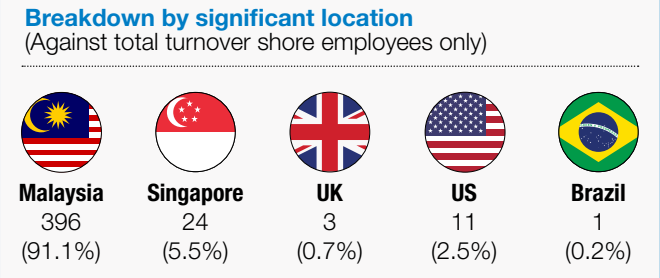 Breakdown by significant location
(Against total turnover shore employees only)
Malaysia Singapore UK US Brazil
396 24 3 11 1
(91.1%) (5.5%) (0.7%) (2.5%) (0.2%)